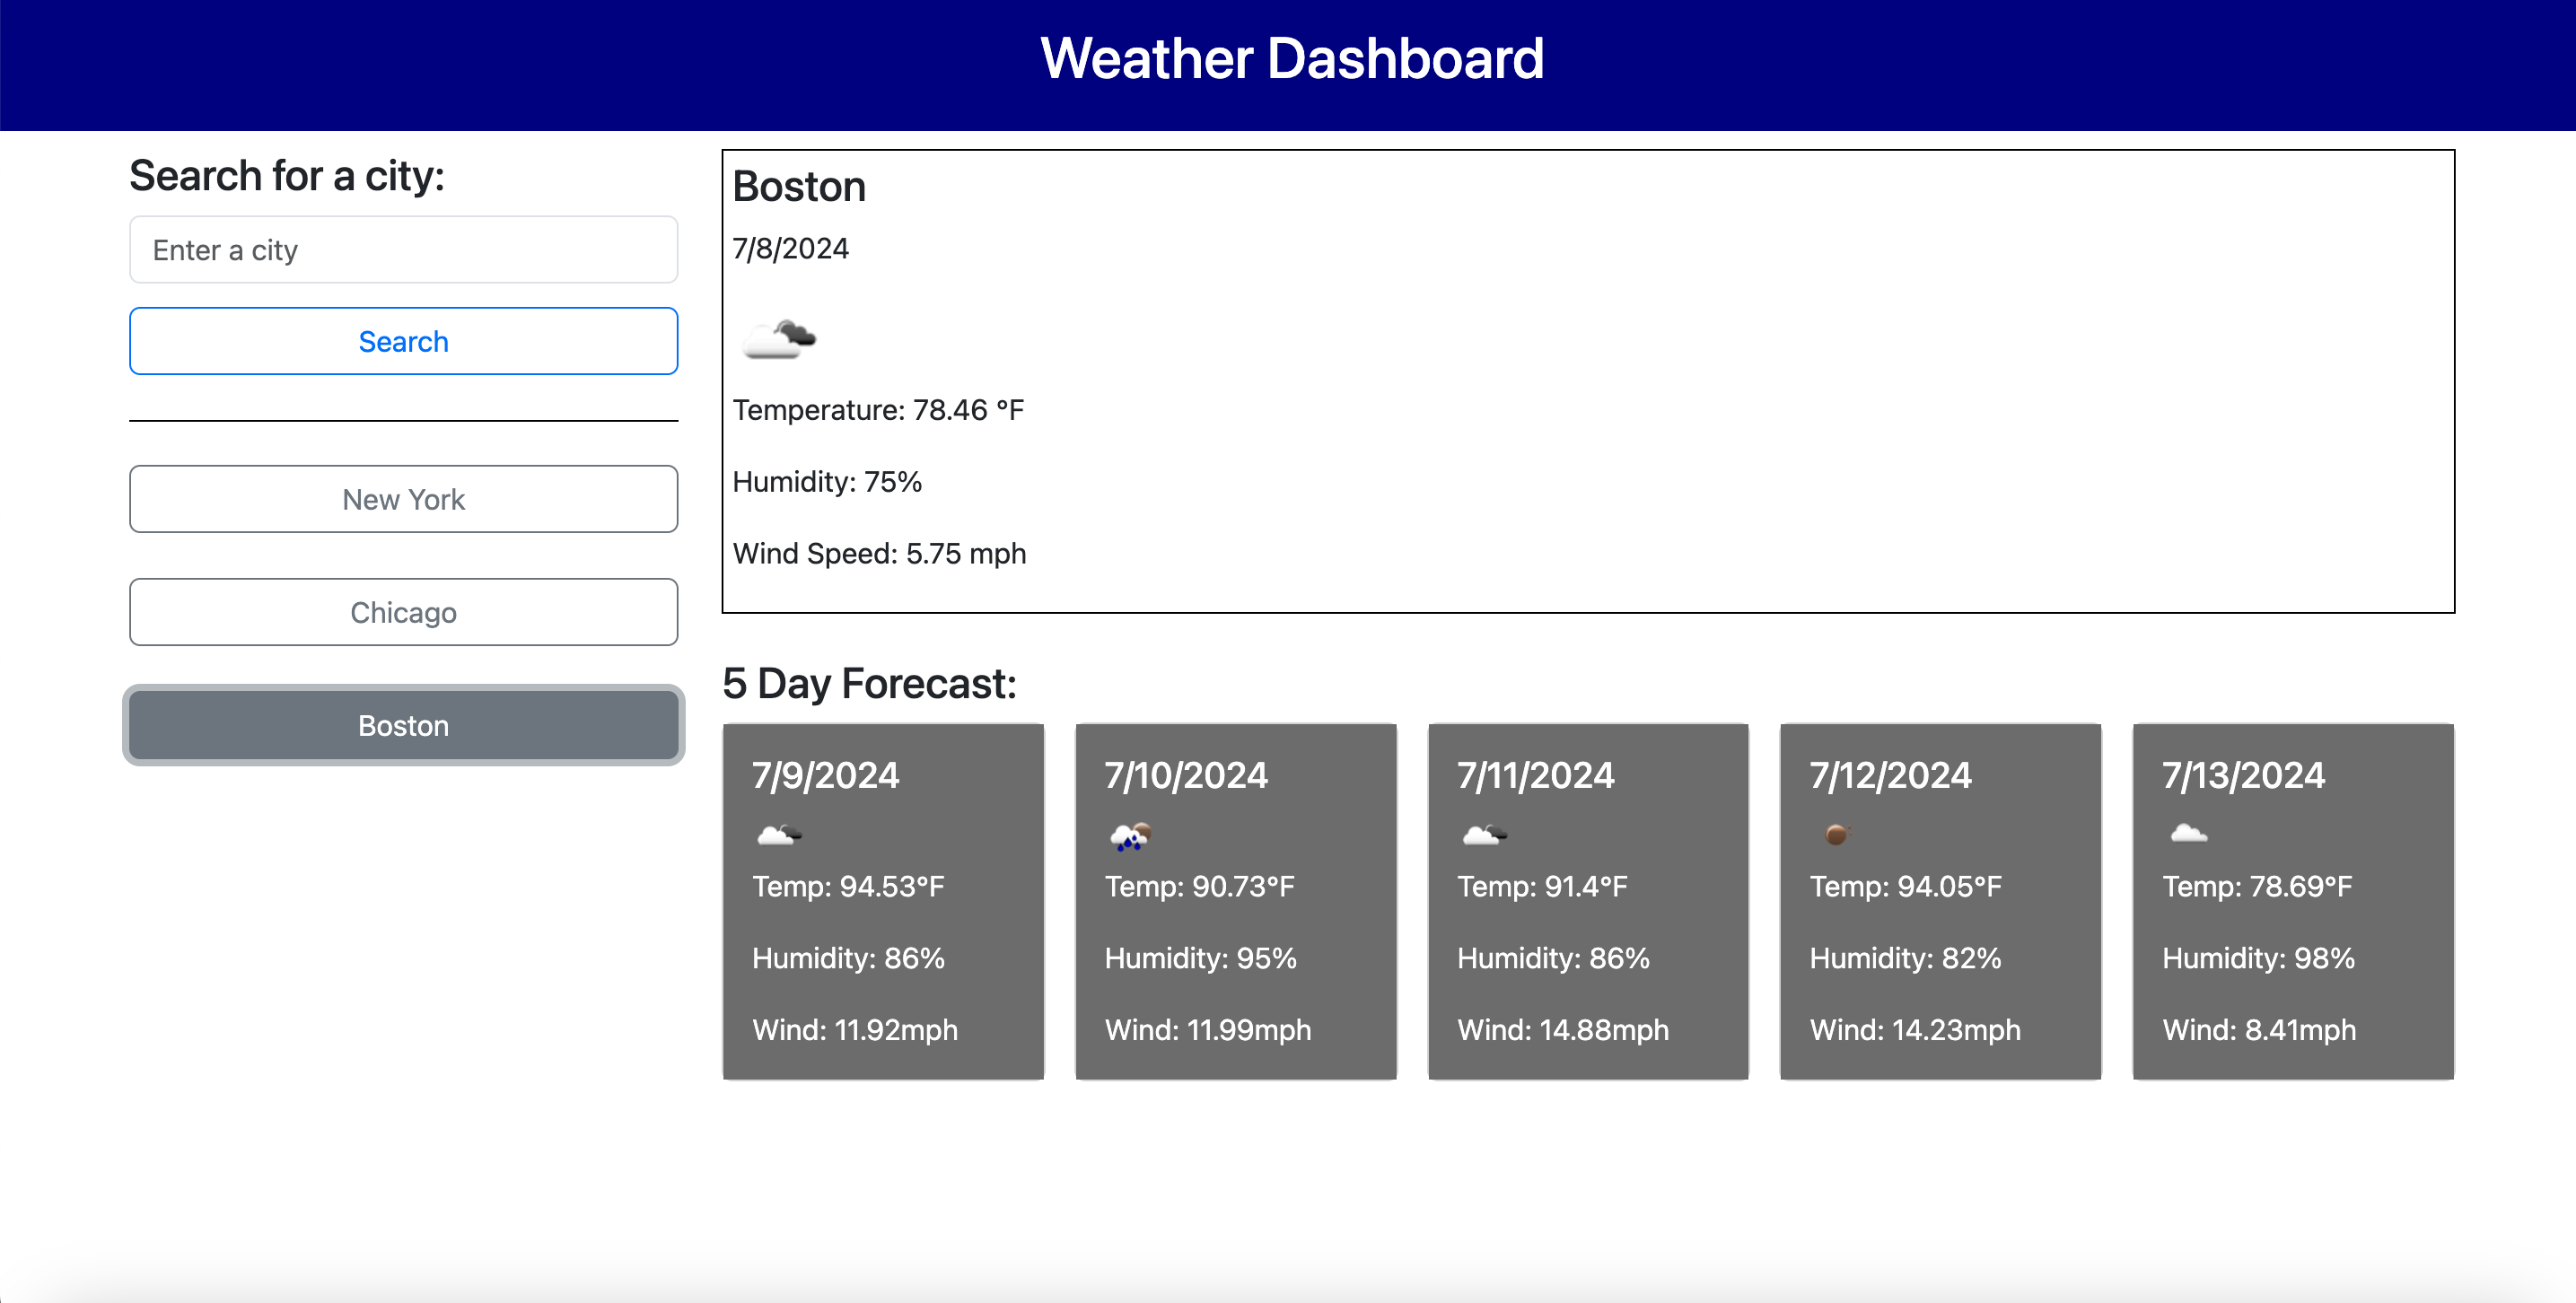 Weather Dashboard
Search for a city:
Enter a city
Search
New York
Chicago
Boston
Boston
7/8/2024
Temperature: 78.46 °F
Humidity: 75%
Wind Speed: 5.75 mph
5 Day Forecast:
7/9/2024
Temp: 94.53°F
Humidity: 86%
Wind: 11.92mph
7/10/2024
Temp: 90.73°F
Humidity: 95%
Wind: 11.99mph
7/11/2024
Temp: 91.4°F
Humidity: 86%
Wind: 14.88mph
7/12/2024
Temp: 94.05°F
Humidity: 82%
Wind: 14.23mph
7/13/2024
Temp: 78.69°F
Humidity: 98%
Wind: 8.41mph